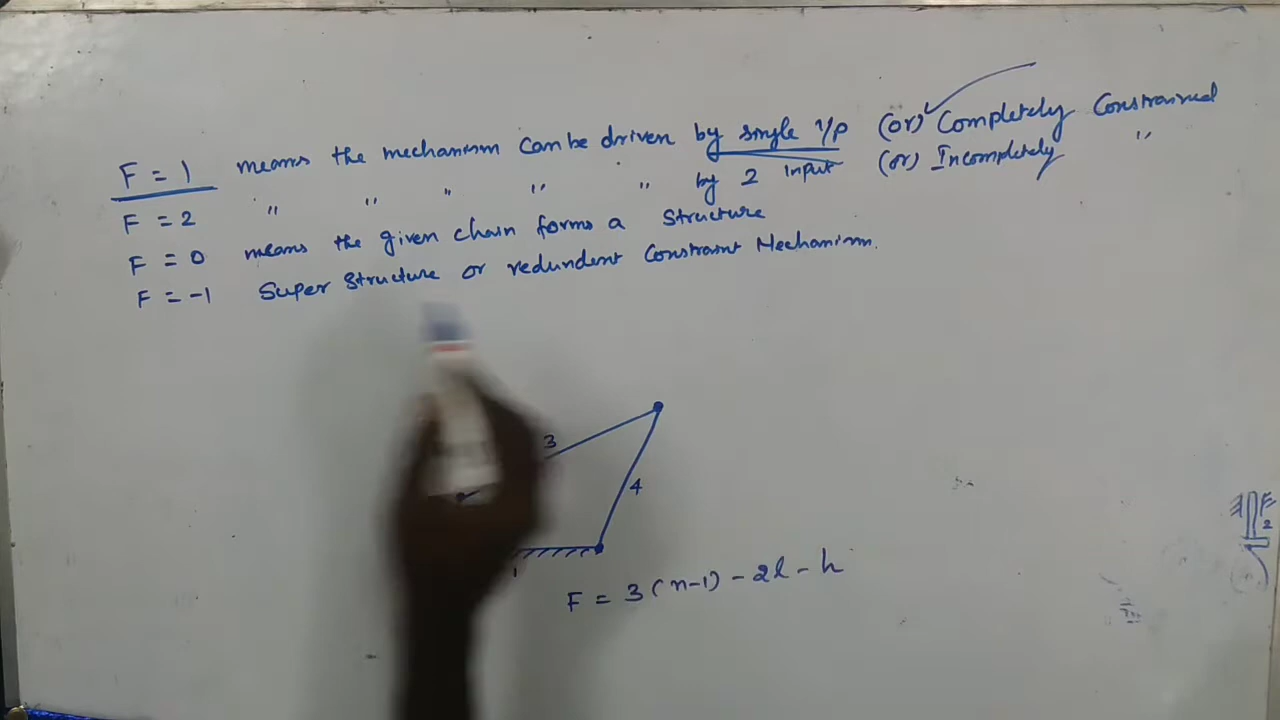 F = 1 means the mechanism can be driven by single i/p (or) Completely Constrained
F = 2 " " " " " by 2 input (or) Incompletely "
F = 0 means the given chain forms a structure
F = -1 Super Structure or redundent Constraint Mechanism.
3
4
1
F = 3(n-1) - 2l - h
2